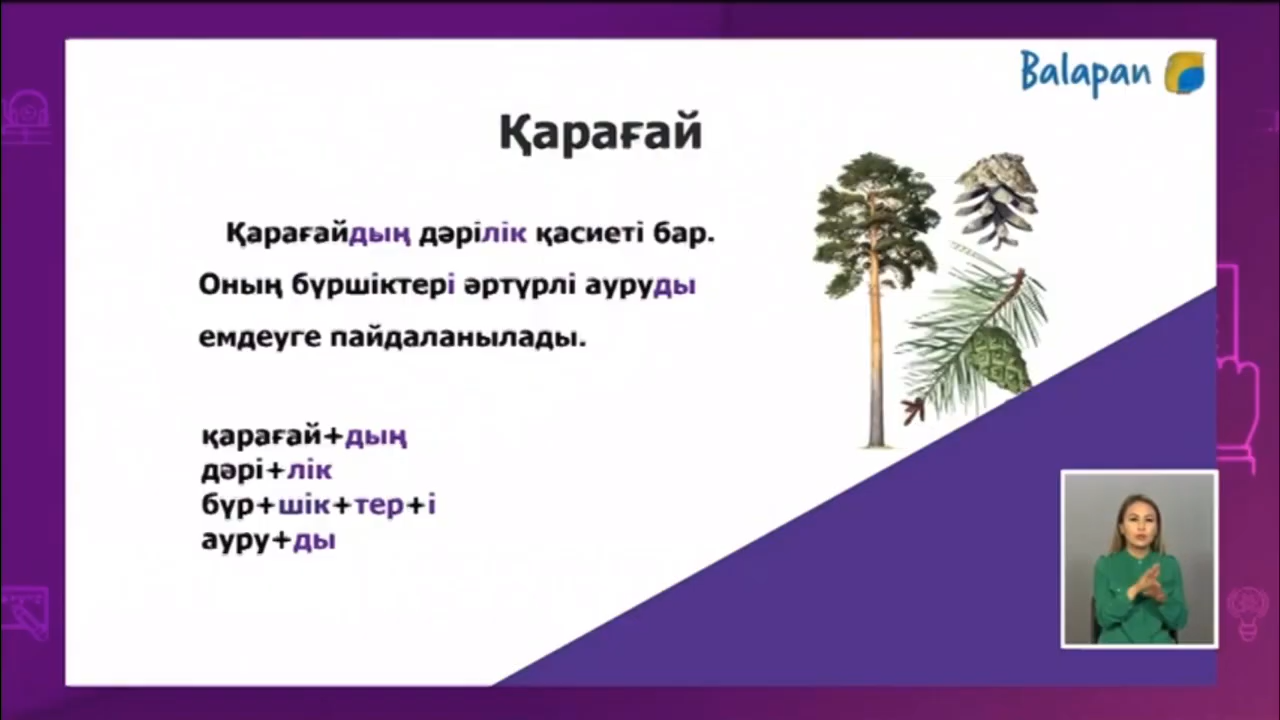 Balapan
Қарағай
Қарағайдың дәрілік қасиеті бар.
Оның бүршіктері әртүрлі ауруды
емдеуге пайдаланылады.
қарағай+дың
дәрі+лік
бүр+шік+тер+і
ауру+ды